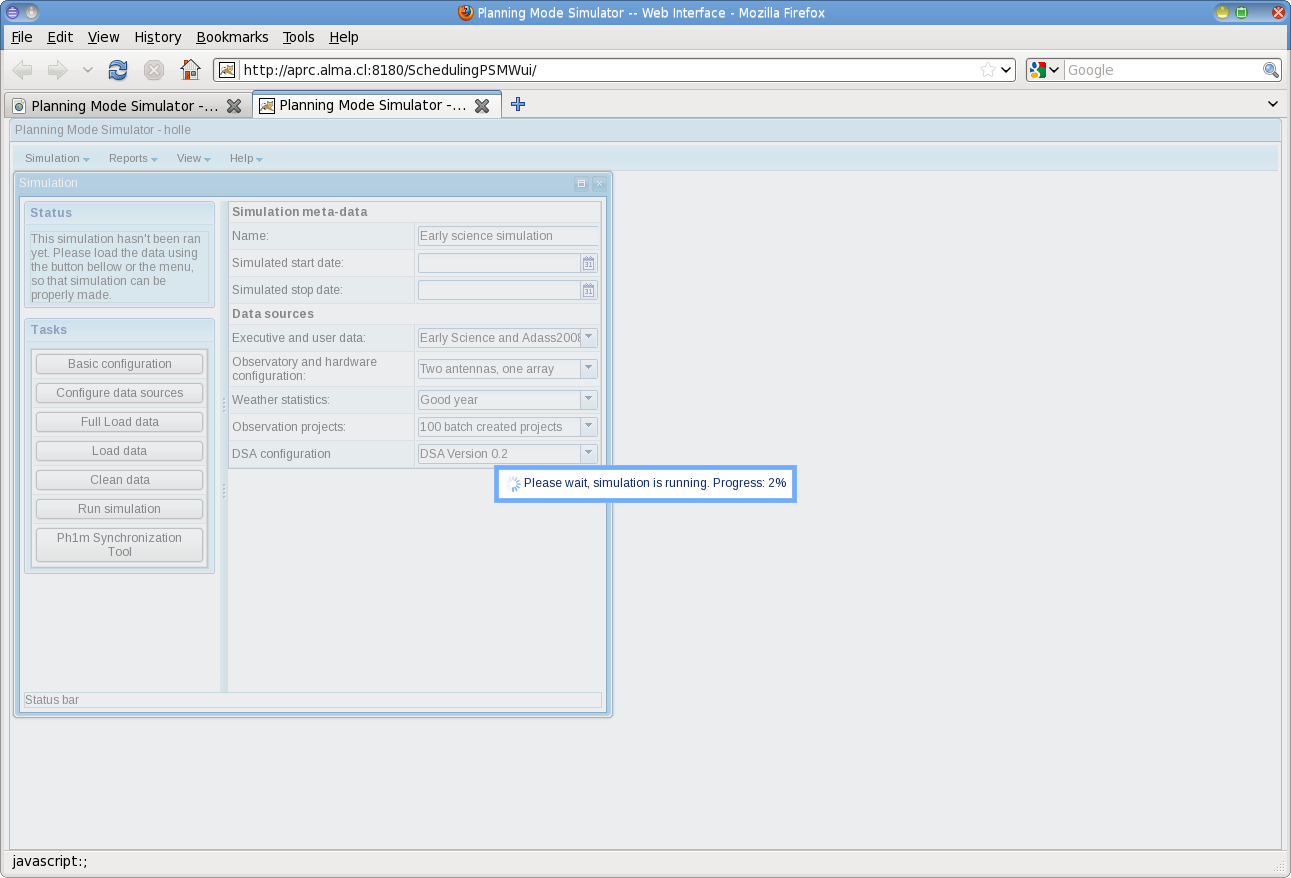 Planning Mode Simulator -- Web Interface - Mozilla Firefox
File Edit View History Bookmarks Tools Help
http://aprc.alma.cl:8180/SchedulingPSMWui/
Google
Planning Mode Simulator -...
Planning Mode Simulator -...
Planning Mode Simulator - holle
Simulation Reports View Help
Simulation
Status
This simulation hasn't been ran
yet. Please load the data using
the button bellow or the menu,
so that simulation can be
properly made.
Tasks
Basic configuration
Configure data sources
Full Load data
Load data
Clean data
Run simulation
Ph1m Synchronization
Tool
Simulation meta-data
Name: Early science simulation
Simulated start date: 31
Simulated stop date: 31
Data sources
Executive and user data: Early Science and Adass2008
Observatory and hardware
configuration: Two antennas, one array
Weather statistics: Good year
Observation projects: 100 batch created projects
DSA configuration DSA Version 0.2
Please wait, simulation is running. Progress: 2%
Status bar
javascript:;